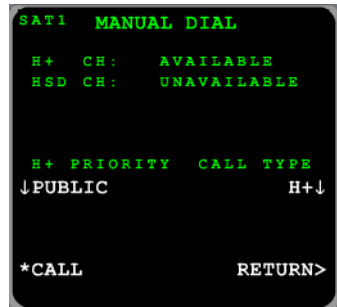 SAT1 MANUAL DIAL
H+ CH: AVAILABLE
HSD CH: UNAVAILABLE
H+ PRIORITY CALL TYPE
↓PUBLIC H+↓
*CALL RETURN>